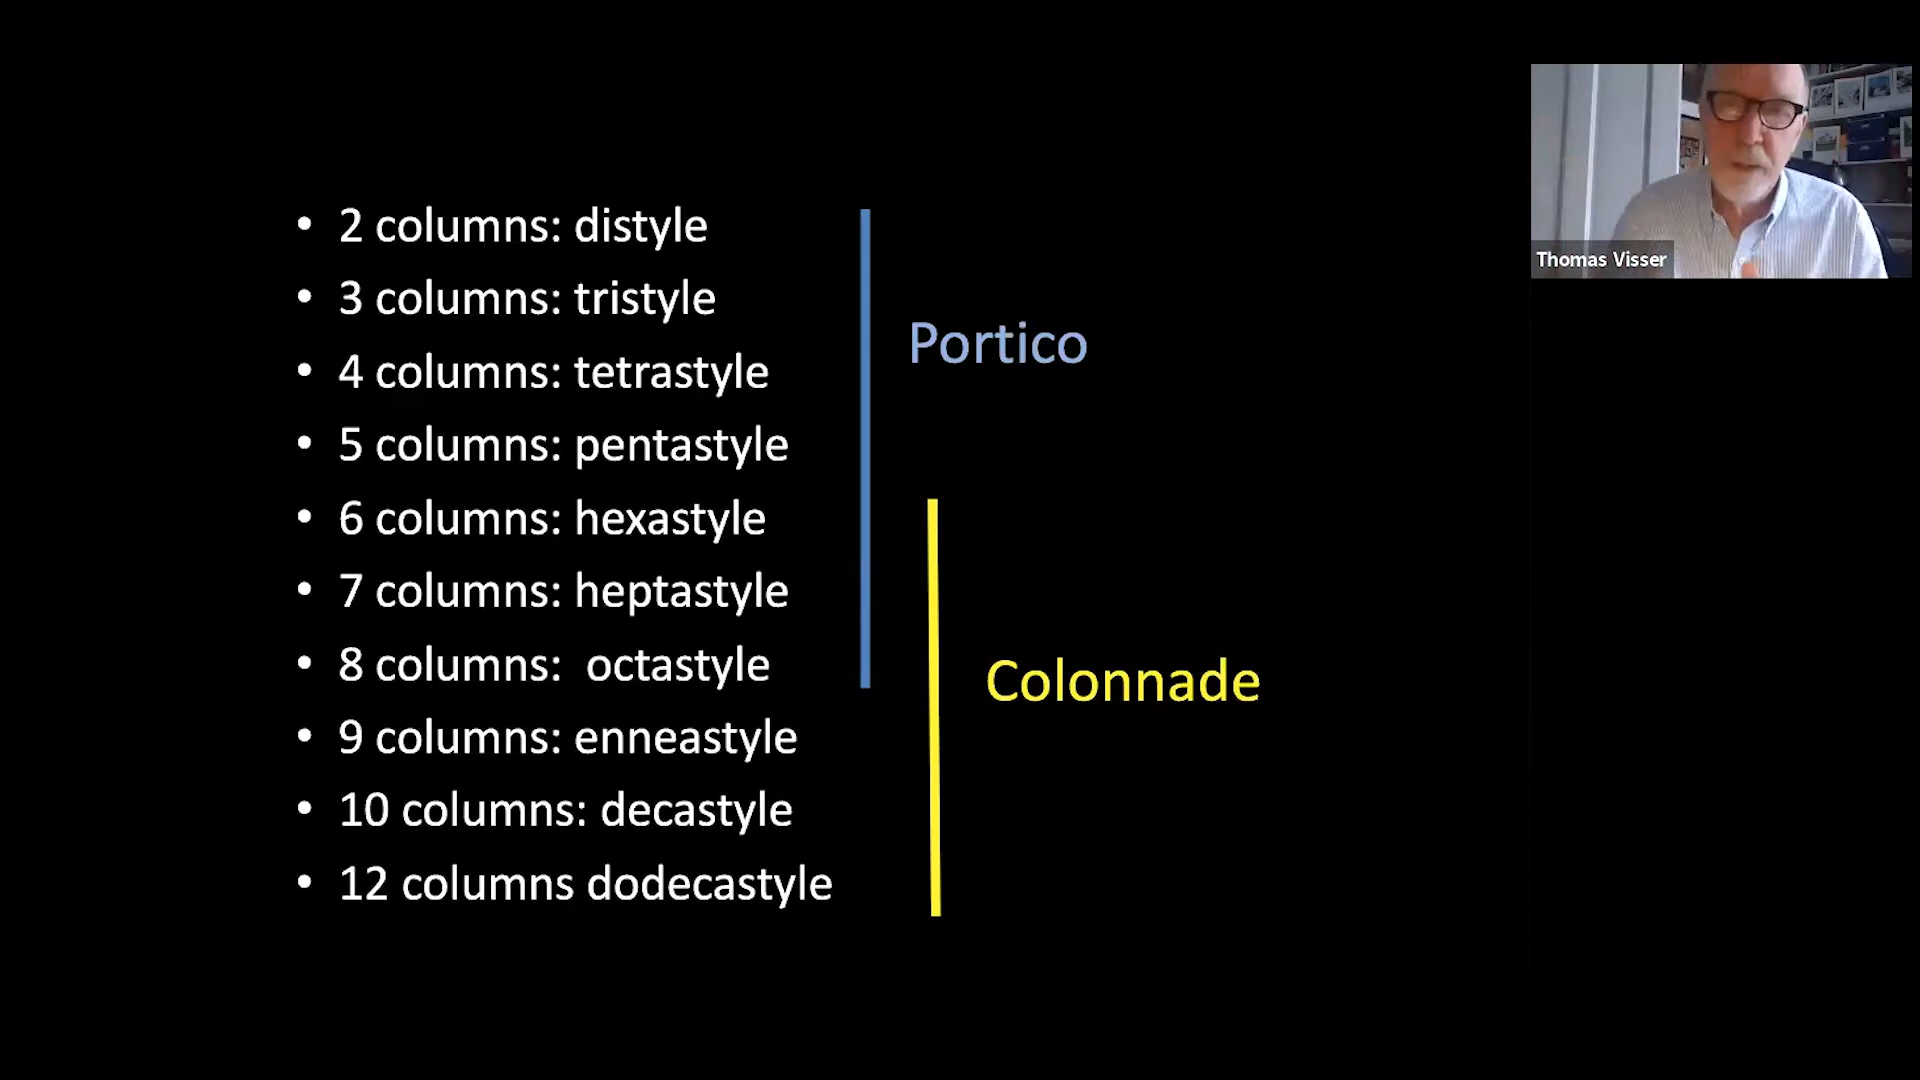 • 2 columns: distyle
• 3 columns: tristyle
• 4 columns: tetrastyle
• 5 columns: pentastyle
• 6 columns: hexastyle
• 7 columns: heptastyle
• 8 columns:  octastyle
• 9 columns: enneastyle
• 10 columns: decastyle
• 12 columns dodecastyle
Portico
Colonnade
Thomas Visser